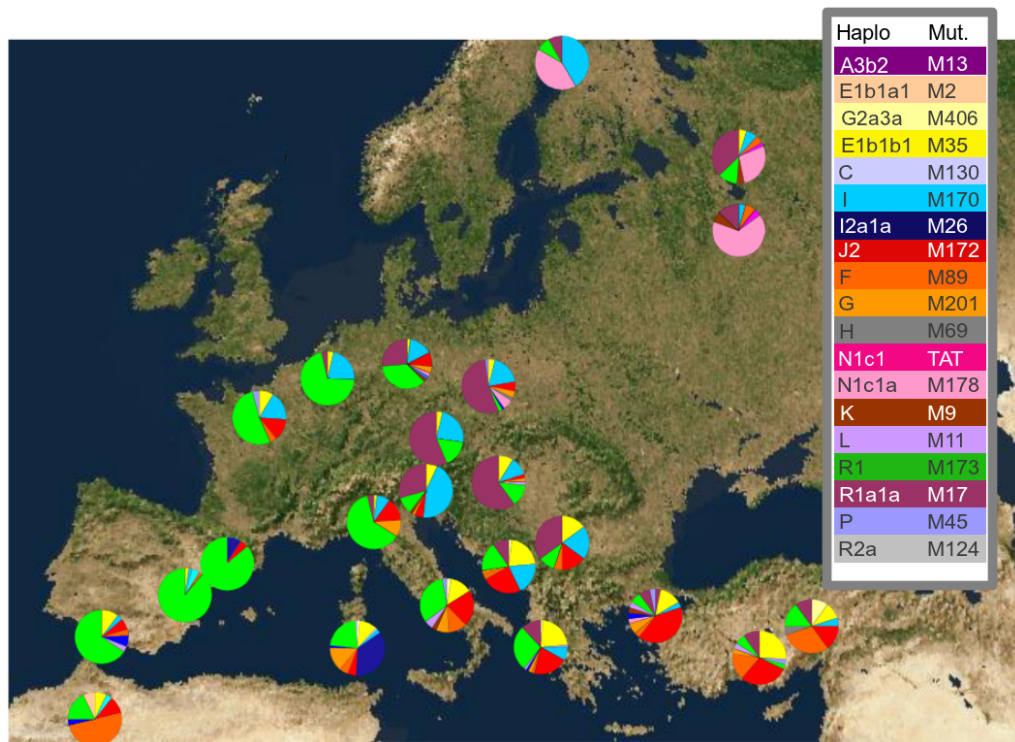 Haplo Mut.
A3b2 M13
E1b1a1 M2
G2a3a M406
E1b1b1 M35
C M130
I M170
I2a1a M26
J2 M172
F M89
G M201
H M69
N1c1 TAT
N1c1a M178
K M9
L M11
R1 M173
R1a1a M17
P M45
R2a M124